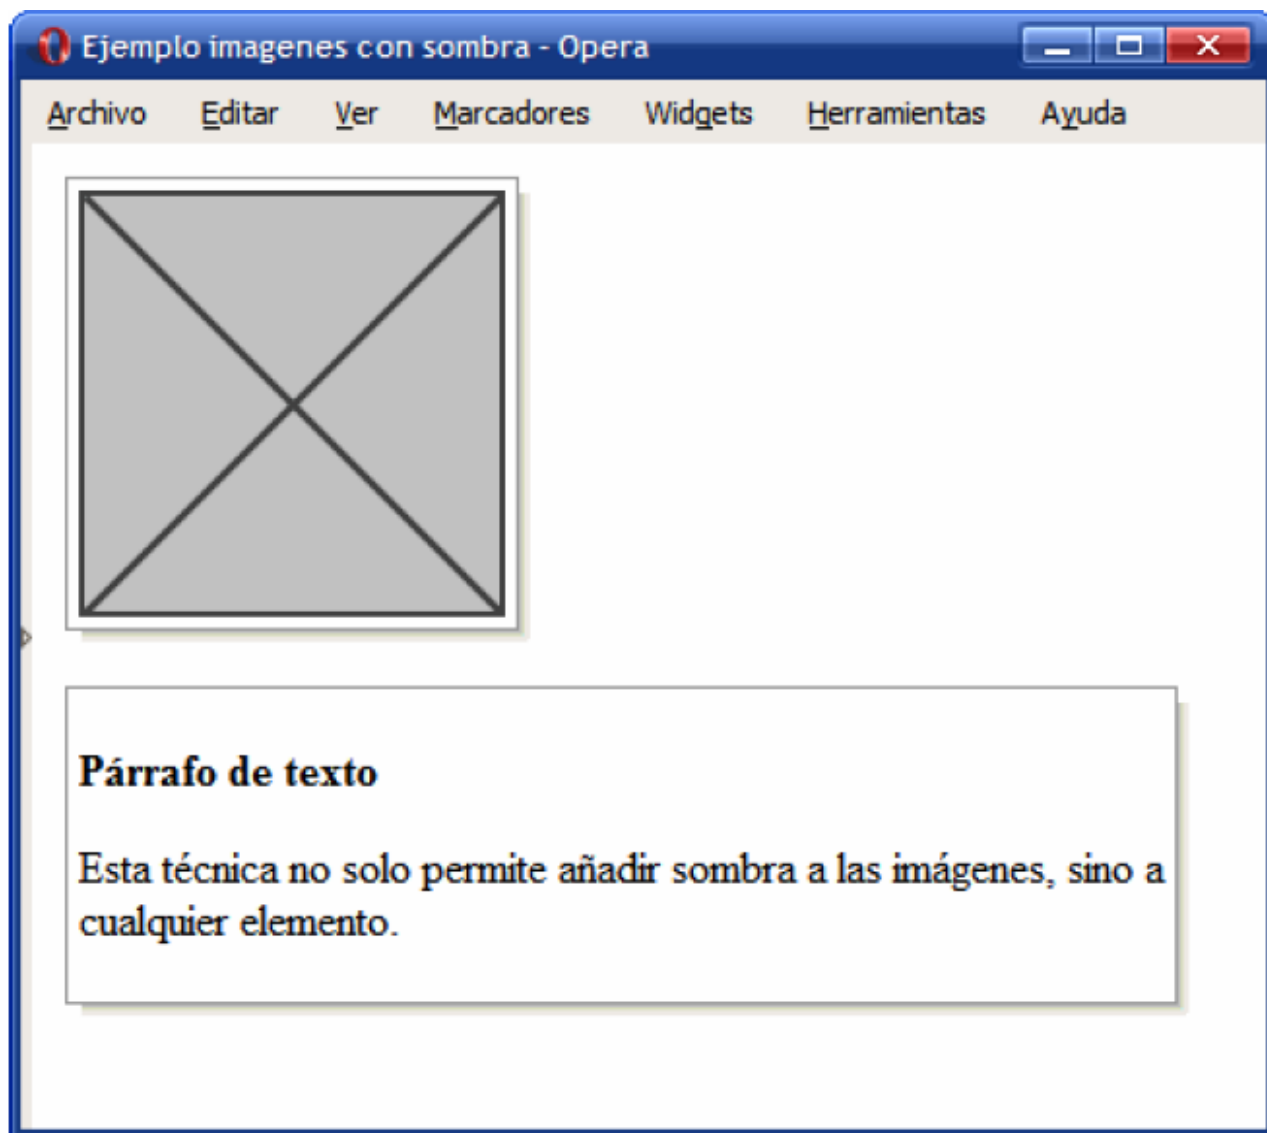 Ejemplo imagenes con sombra - Opera
Archivo Editar Ver Marcadores Widgets Herramientas Ayuda
Párrafo de texto
Esta técnica no solo permite añadir sombra a las imágenes, sino a
cualquier elemento.